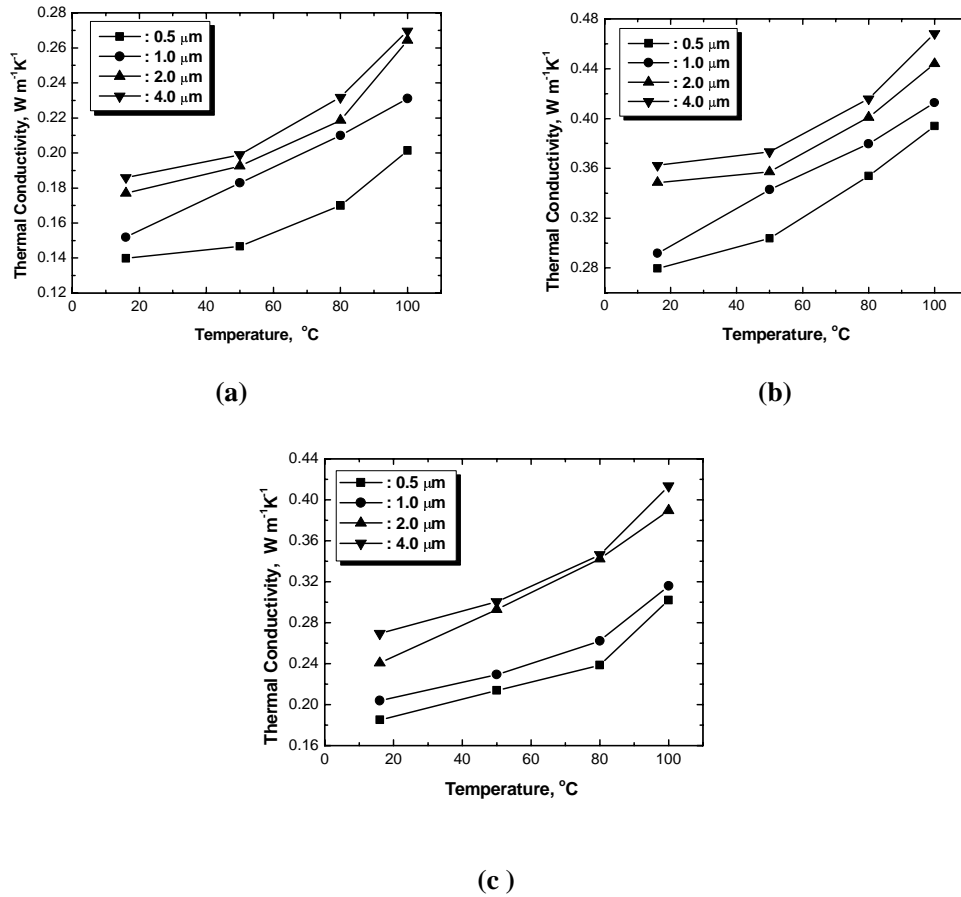 0.28
0.26
0.24
0.22
0.20
0.18
0.16
0.14
0.12
Thermal Conductivity, W m⁻¹K⁻¹
: 0.5 μm
: 1.0 μm
: 2.0 μm
: 4.0 μm
0 20 40 60 80 100
Temperature, °C
(a)
0.48
0.44
0.40
0.36
0.32
0.28
Thermal Conductivity, W m⁻¹K⁻¹
: 0.5 μm
: 1.0 μm
: 2.0 μm
: 4.0 μm
0 20 40 60 80 100
Temperature, °C
(b)
0.44
0.40
0.36
0.32
0.28
0.24
0.20
0.16
Thermal Conductivity, W m⁻¹K⁻¹
: 0.5 μm
: 1.0 μm
: 2.0 μm
: 4.0 μm
0 20 40 60 80 100
Temperature, °C
(c )